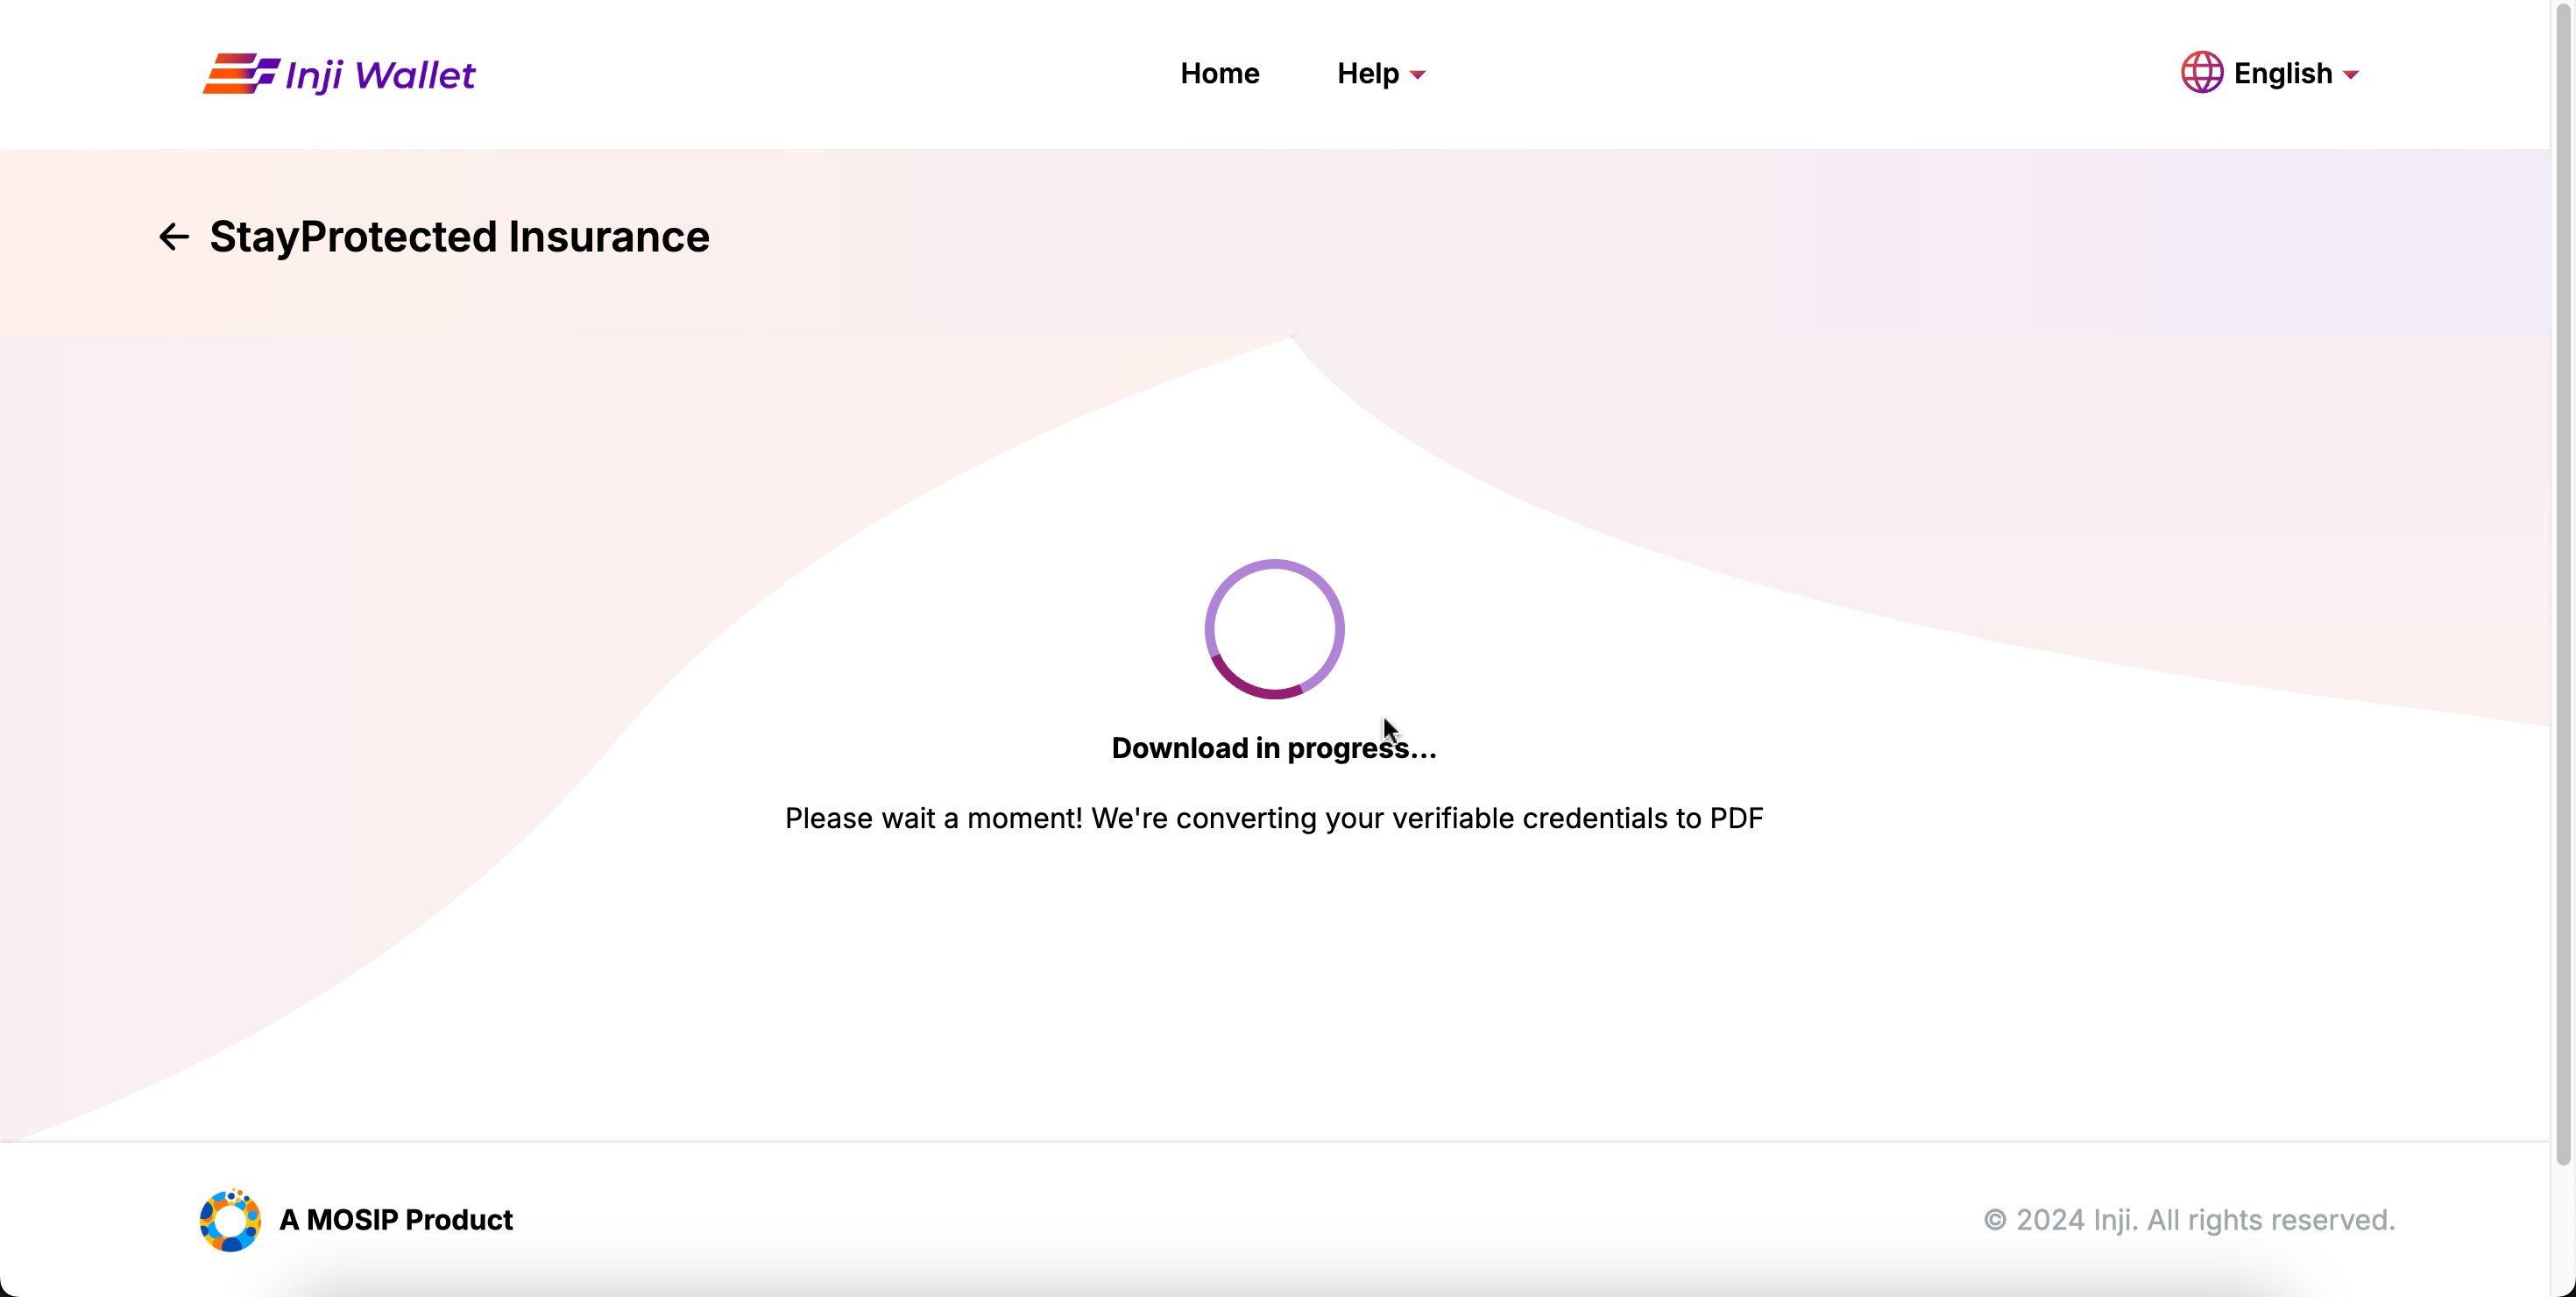 Inji Wallet
Home
Help
English
StayProtected Insurance
Download in progress...
Please wait a moment! We're converting your verifiable credentials to PDF
A MOSIP Product
© 2024 Inji. All rights reserved.